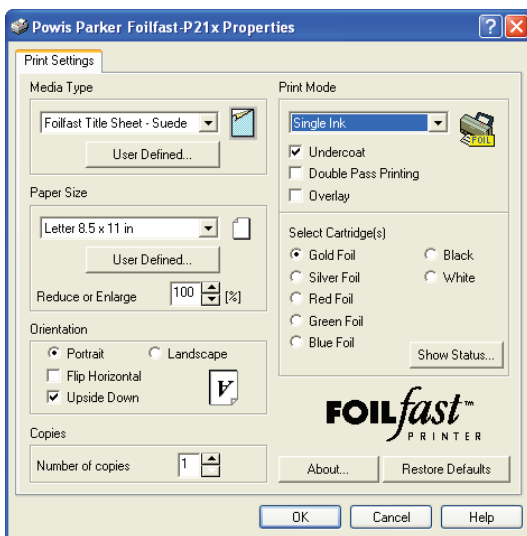 Powis Parker Foilfast-P21x Properties
Print Settings
Media Type
Foilfast Title Sheet - Suede
User Defined...
Paper Size
Letter 8.5 x 11 in
User Defined...
Reduce or Enlarge 100 [%]
Orientation
Portrait Landscape
Flip Horizontal
Upside Down
A
Copies
Number of copies 1
Print Mode
Single Ink
FOIL
Undercoat
Double Pass Printing
Overlay
Select Cartridge(s)
Gold Foil Black
Silver Foil White
Red Foil
Green Foil
Blue Foil
Show Status...
FOILfast™
PRINTER
About... Restore Defaults
OK Cancel Help